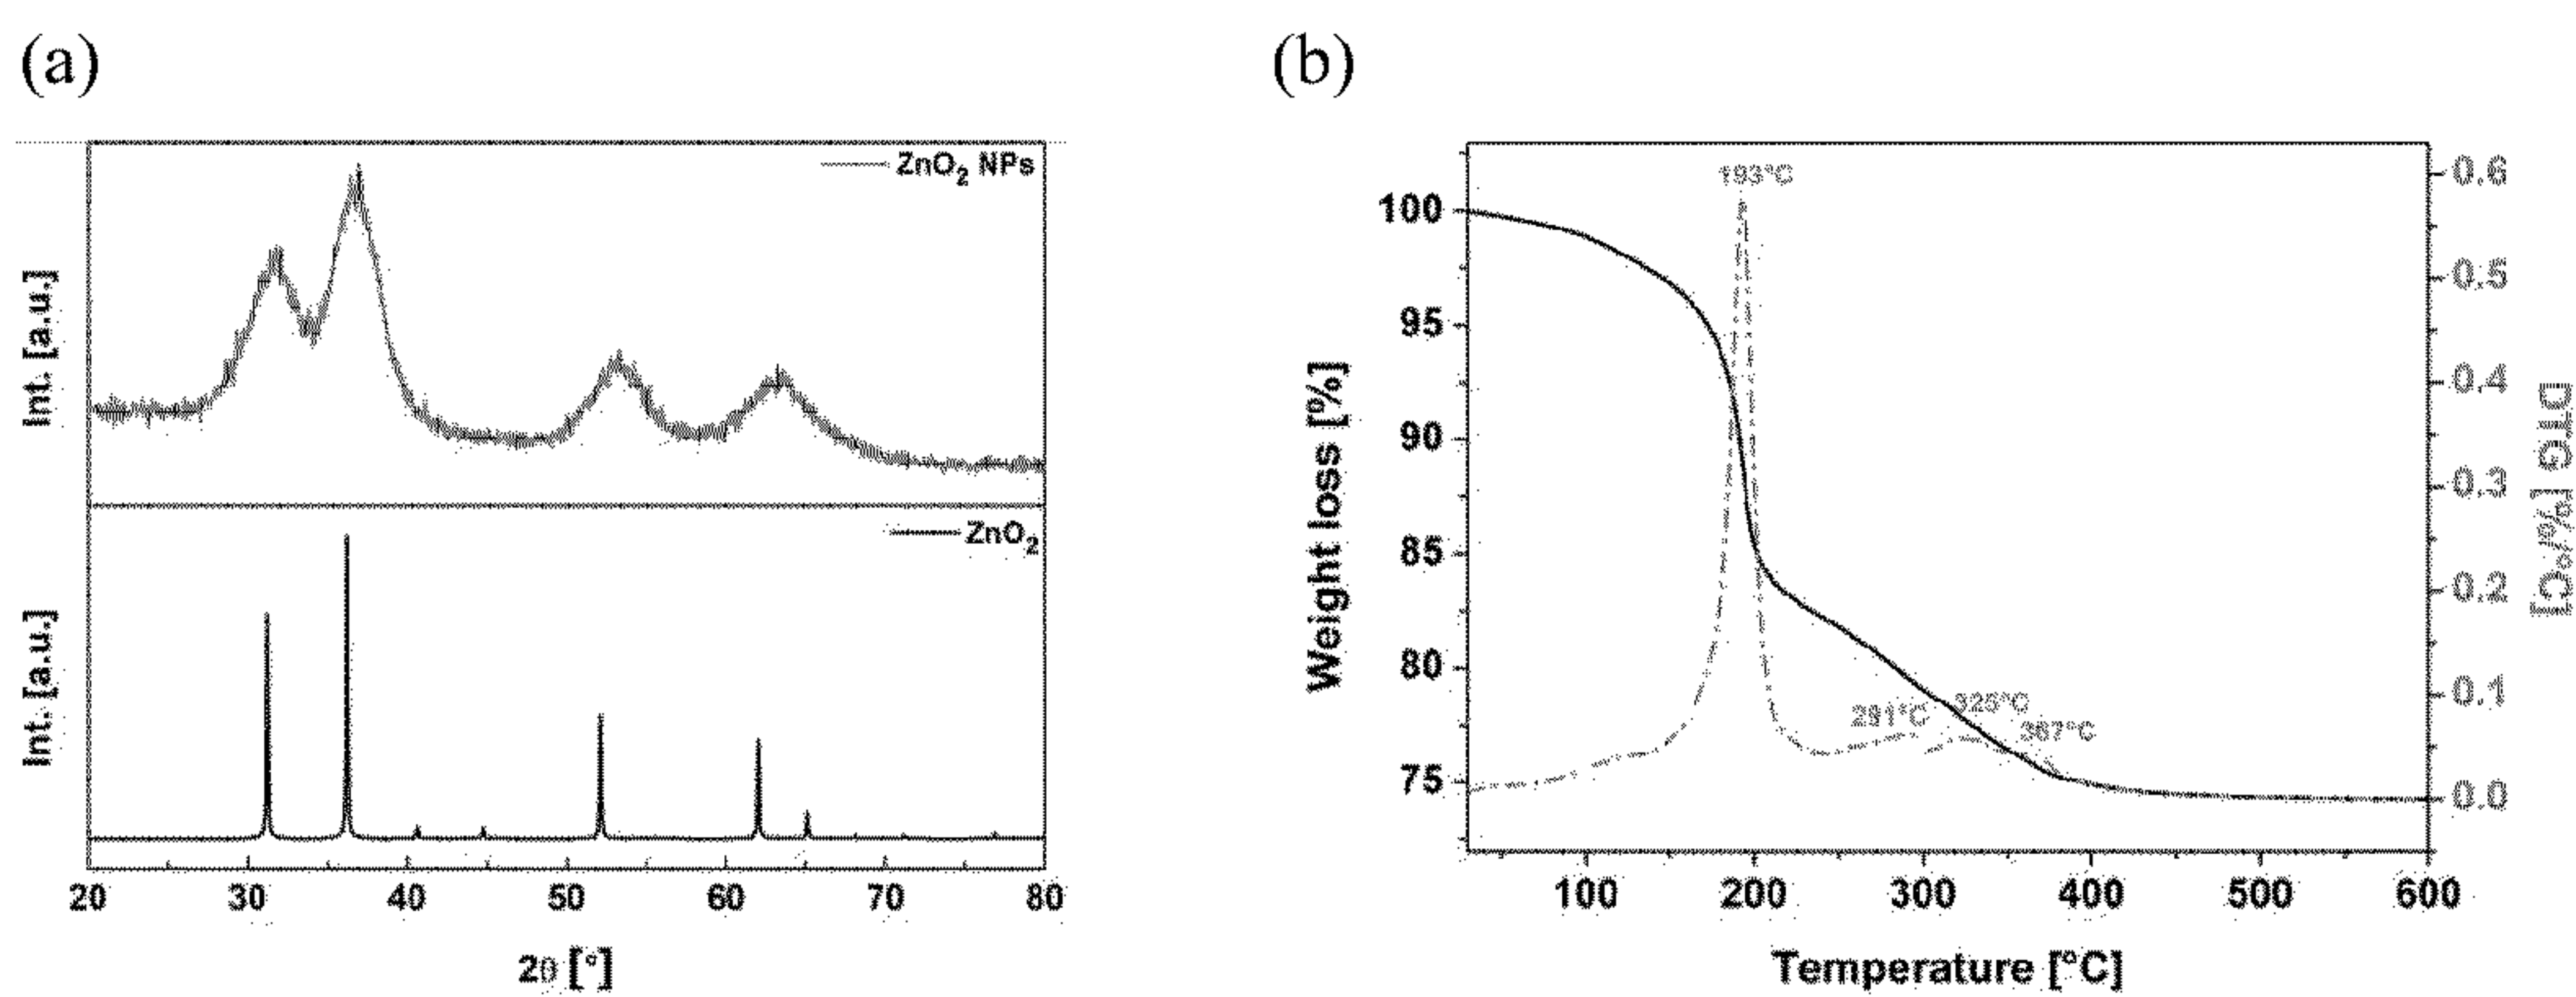 (a)
ZnO₂ NPs
Int. [a.u.]
ZnO₂
Int. [a.u.]
20 30 40 50 60 70 80
2θ [°]
(b)
193°C
291°C
325°C
367°C
100
95
90
85
80
75
Weight loss [%]
0.6
0.5
0.4
0.3
0.2
0.1
0.0
DTG [%/°C]
100 200 300 400 500 600
Temperature [°C]